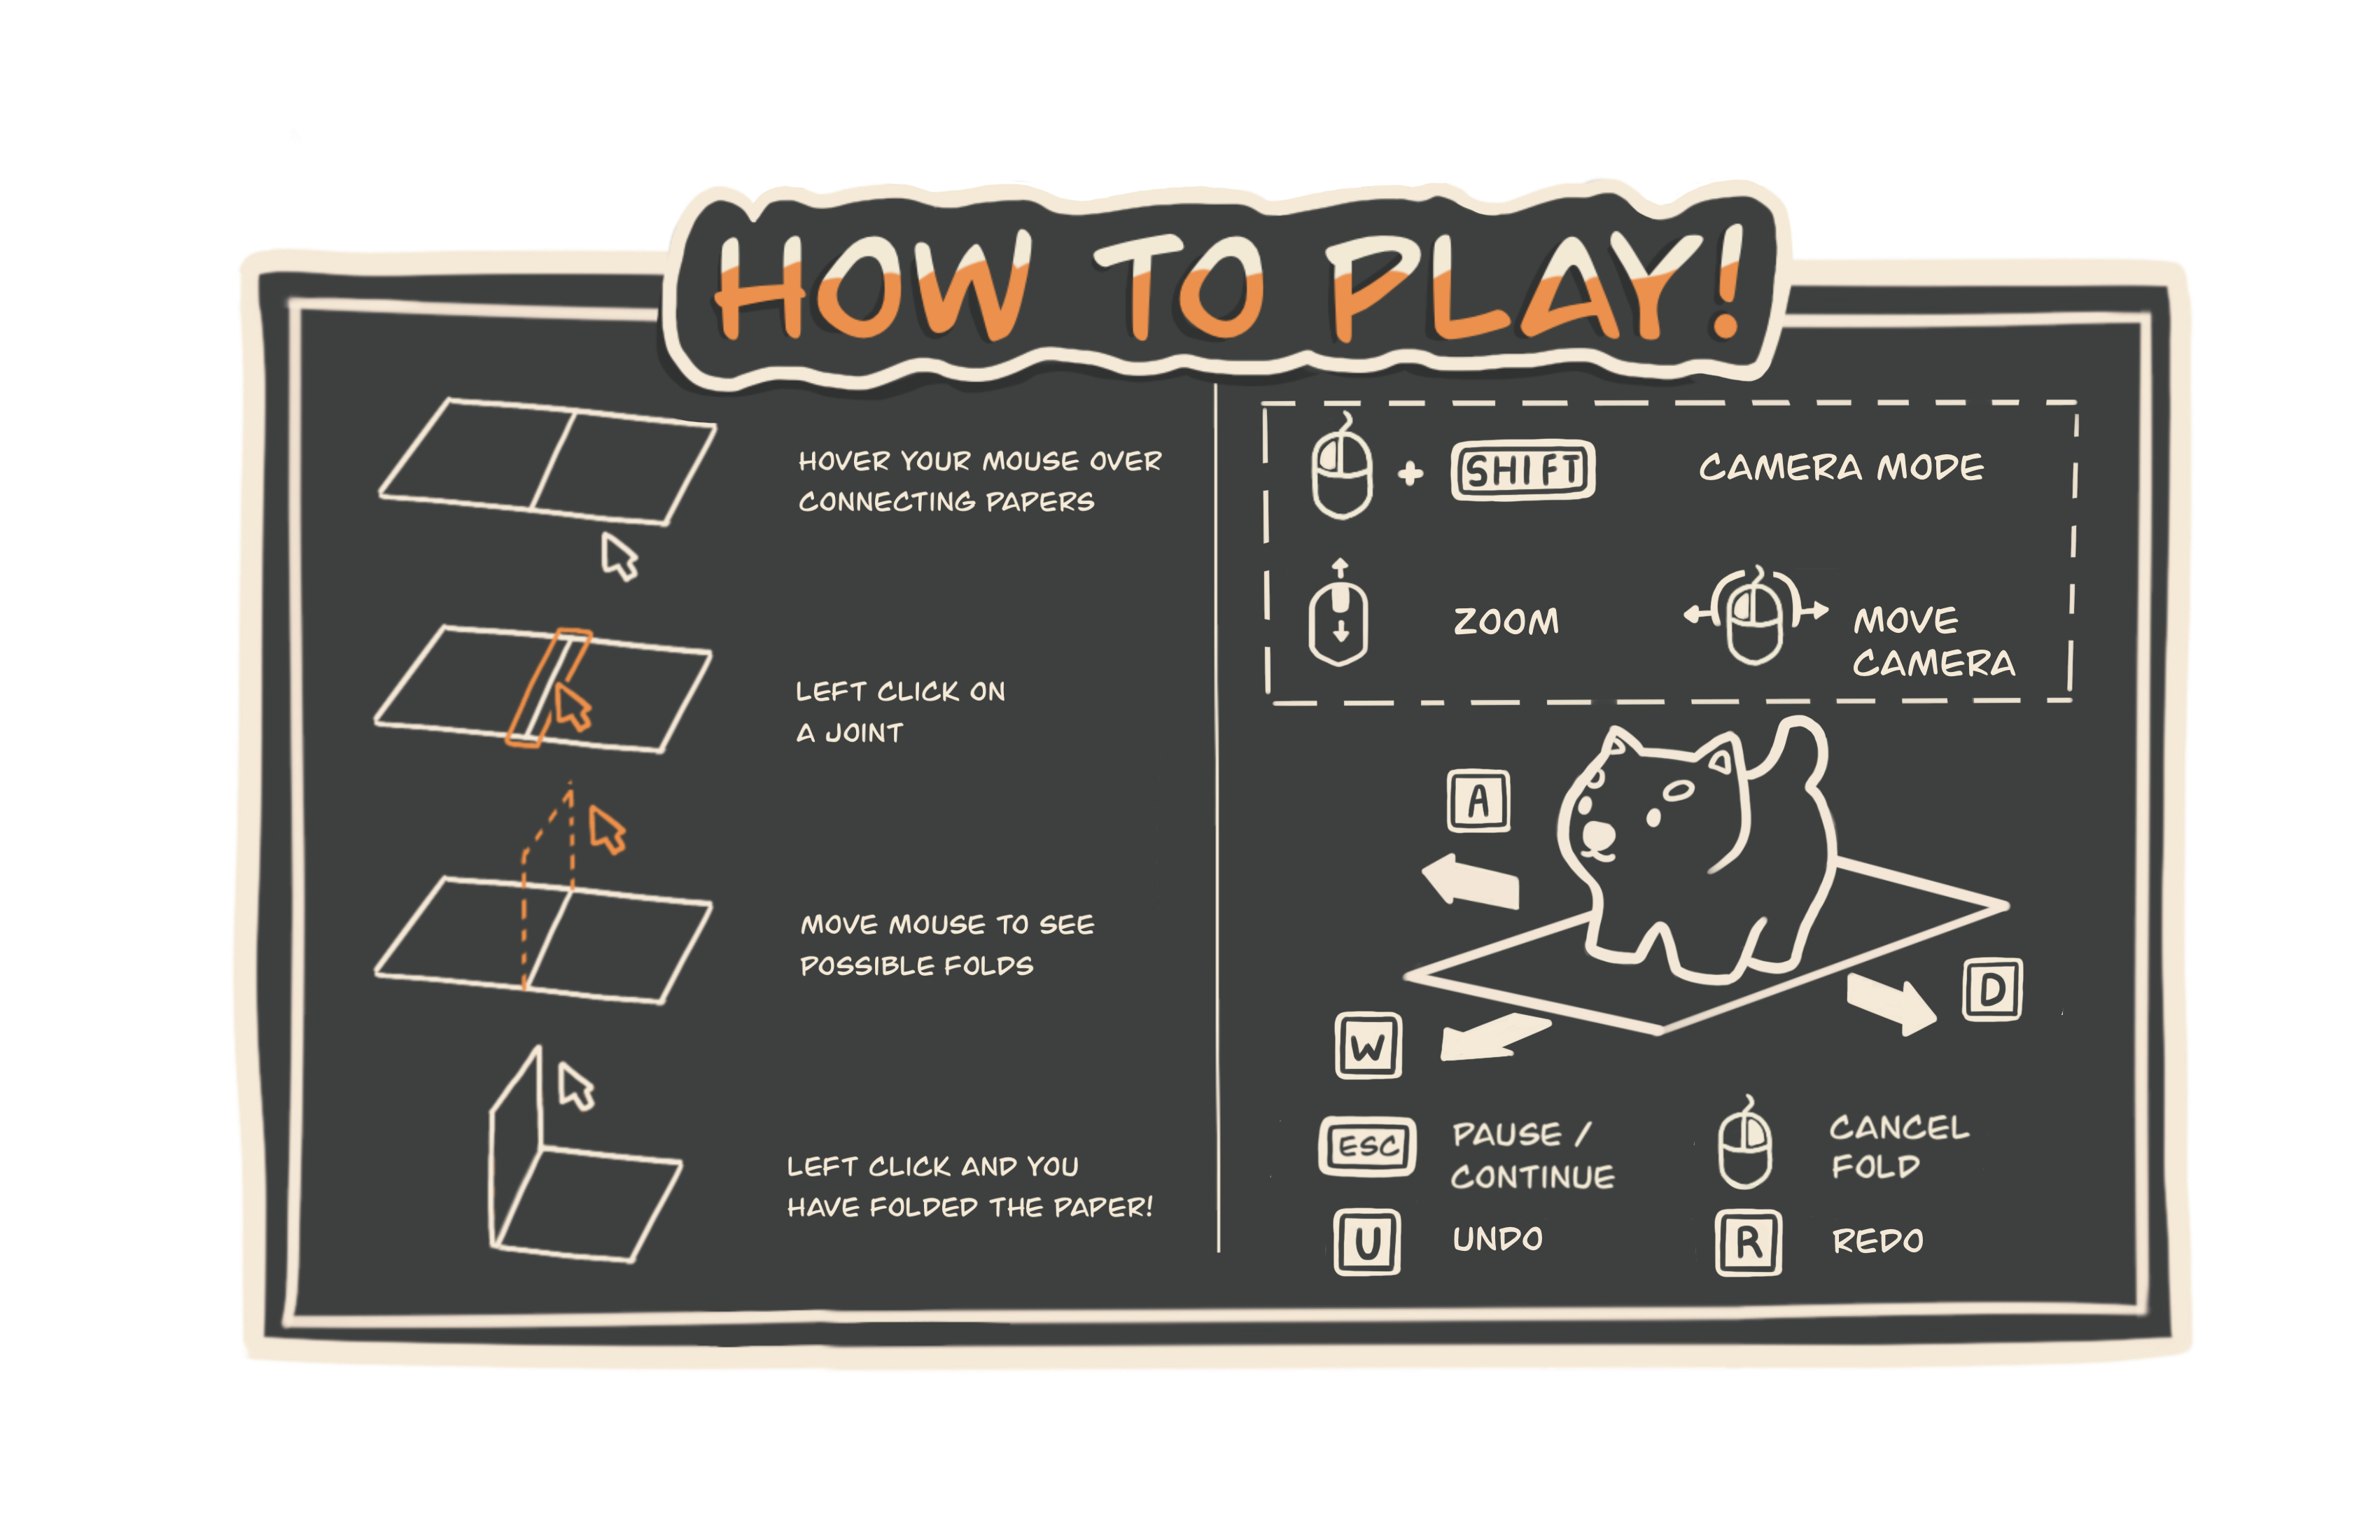 HOW TO PLAY!
HOVER YOUR MOUSE OVER
CONNECTING PAPERS
LEFT CLICK ON
A JOINT
MOVE MOUSE TO SEE
POSSIBLE FOLDS
LEFT CLICK AND YOU
HAVE FOLDED THE PAPER!
+ SHIFT CAMERA MODE
ZOOM
MOVE
CAMERA
A
D
W
ESC
PAUSE /
CONTINUE
CANCEL
FOLD
U UNDO
R REDO